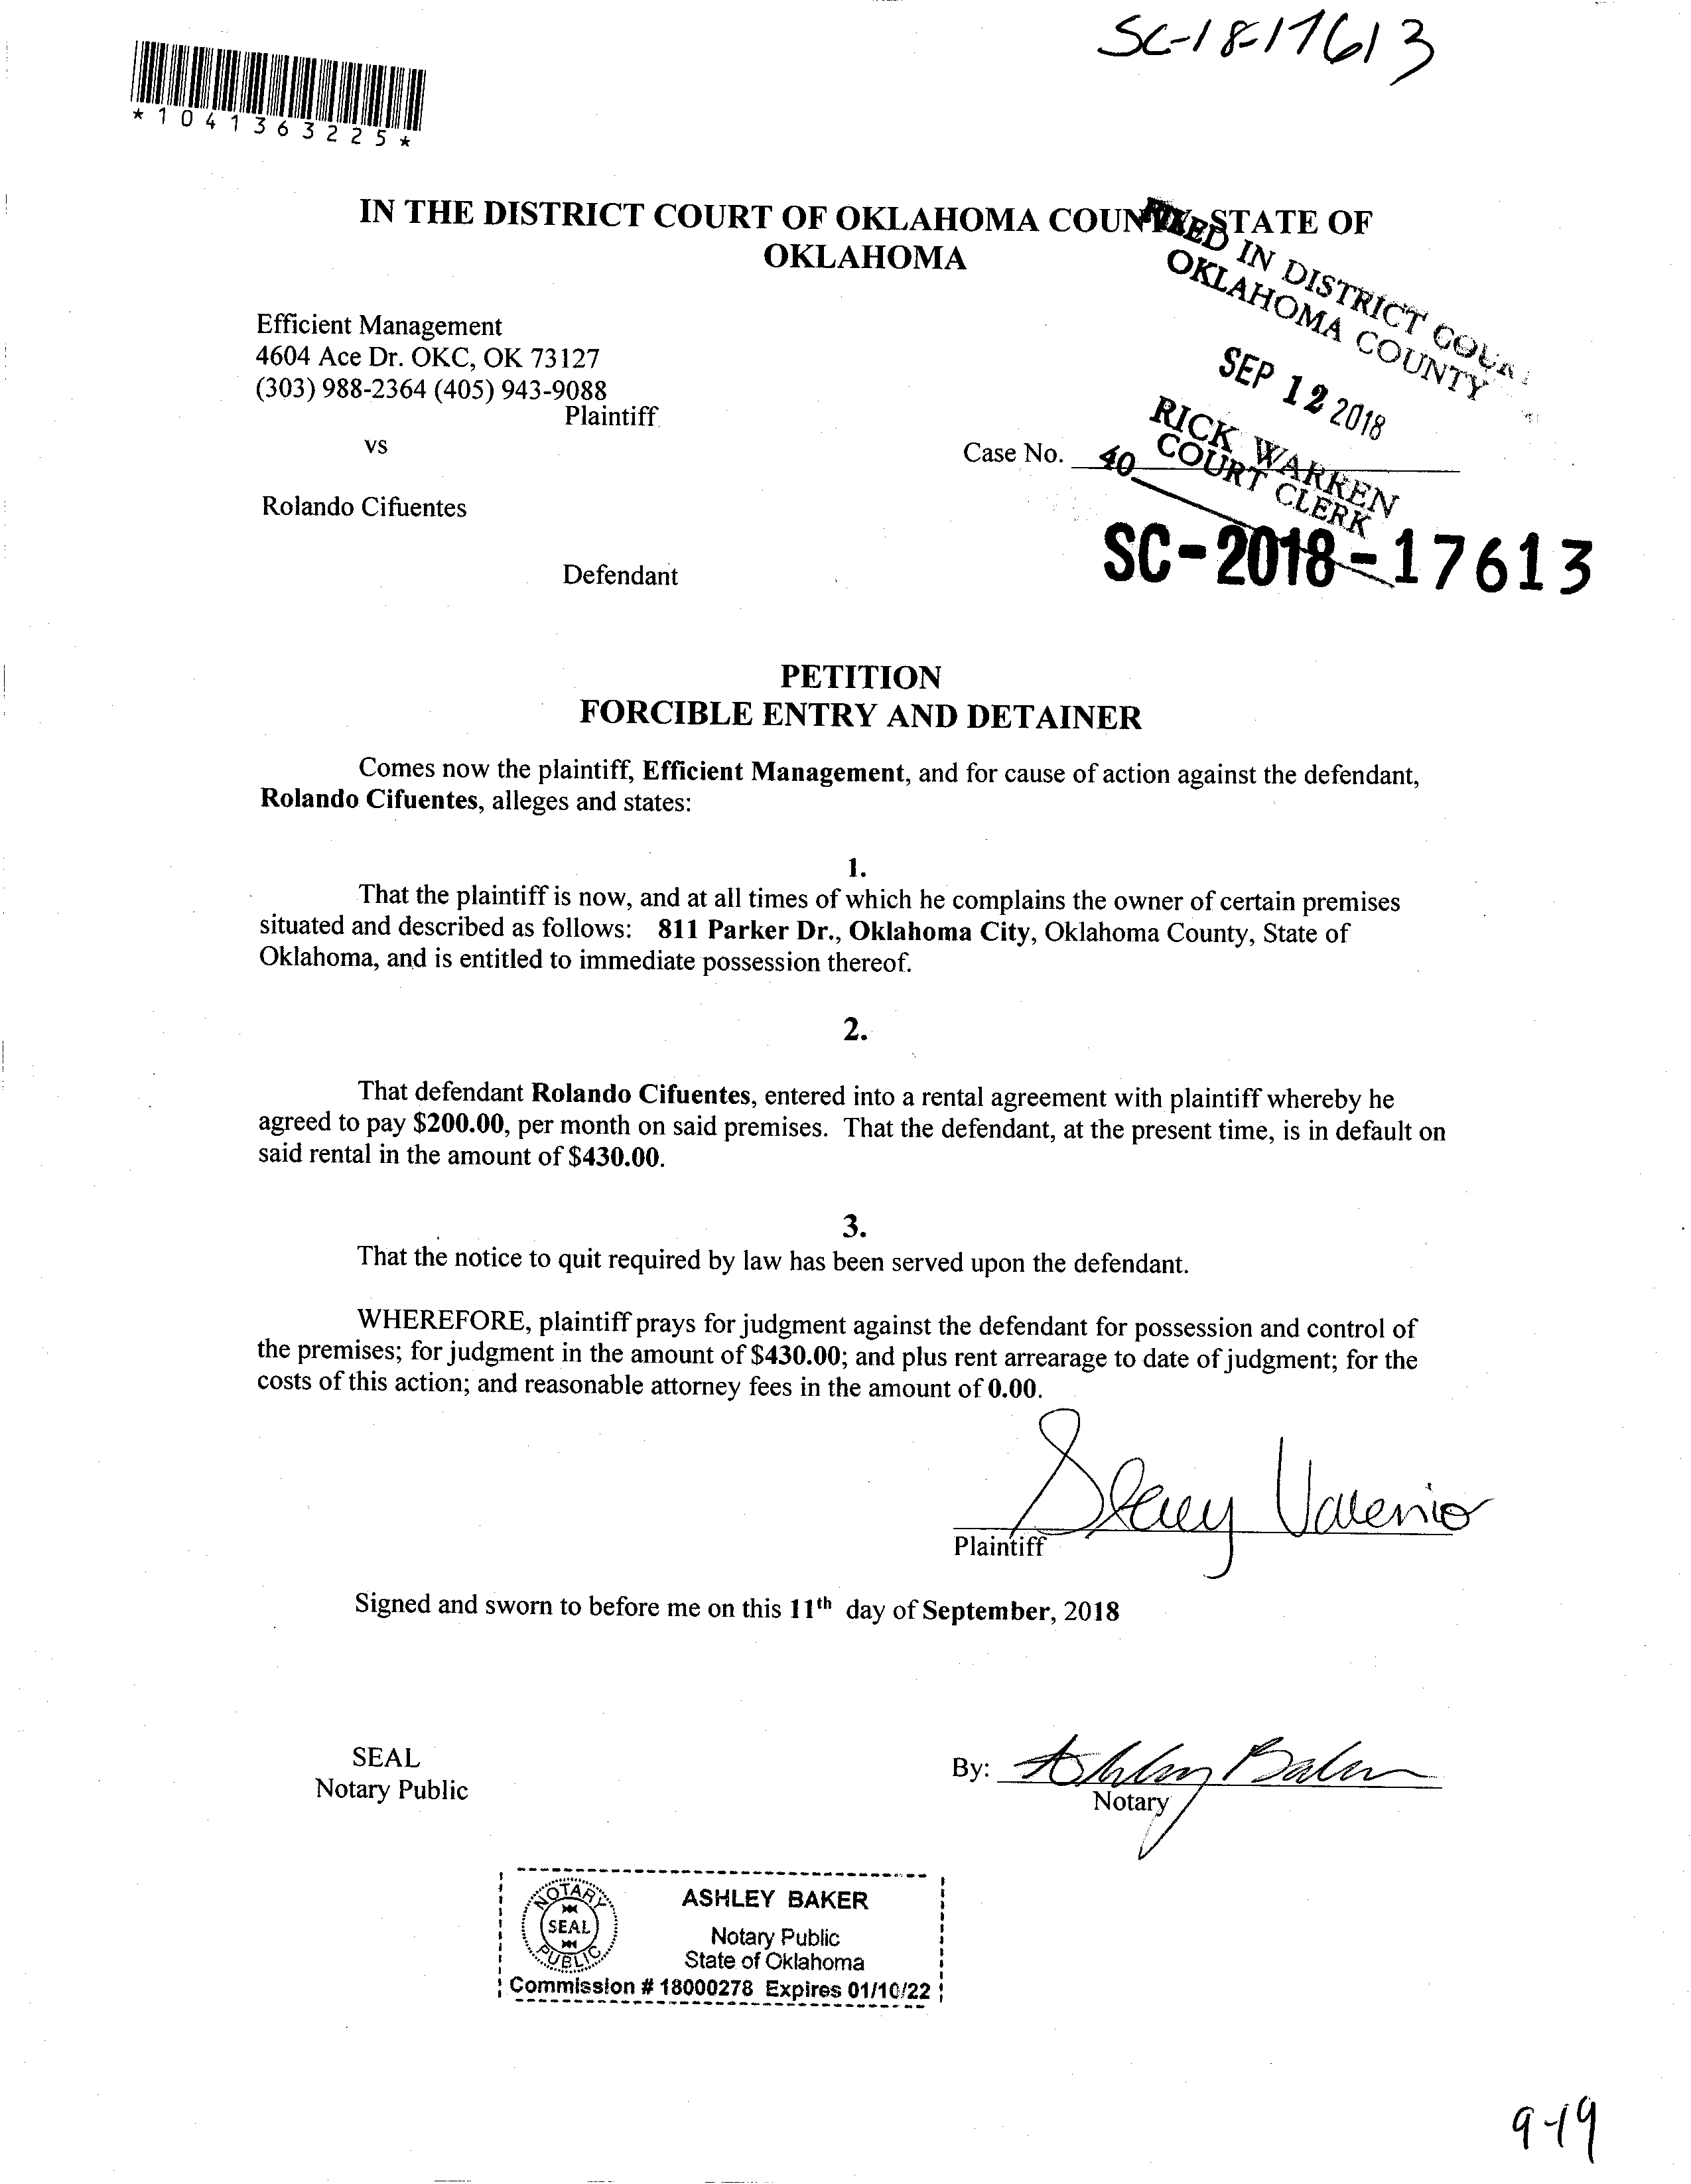 SC-18-17613
*1041363225*
IN THE DISTRICT COURT OF OKLAHOMA COUNTY STATE OF
OKLAHOMA
FILED IN DISTRICT COURT
OKLAHOMA COUNTY
SEP 12 2018
RICK WARREN
COURT CLERK
40
Efficient Management
4604 Ace Dr. OKC, OK 73127
(303) 988-2364 (405) 943-9088
Plaintiff
vs
Case No.
Rolando Cifuentes
SC-2018-17613
Defendant
PETITION
FORCIBLE ENTRY AND DETAINER
Comes now the plaintiff, Efficient Management, and for cause of action against the defendant,
Rolando Cifuentes, alleges and states:
1.
That the plaintiff is now, and at all times of which he complains the owner of certain premises
situated and described as follows: 811 Parker Dr., Oklahoma City, Oklahoma County, State of
Oklahoma, and is entitled to immediate possession thereof.
2.
That defendant Rolando Cifuentes, entered into a rental agreement with plaintiff whereby he
agreed to pay $200.00, per month on said premises. That the defendant, at the present time, is in default on
said rental in the amount of $430.00.
3.
That the notice to quit required by law has been served upon the defendant.
WHEREFORE, plaintiff prays for judgment against the defendant for possession and control of
the premises; for judgment in the amount of $430.00; and plus rent arrearage to date of judgment; for the
costs of this action; and reasonable attorney fees in the amount of 0.00.
Plaintiff
Signed and sworn to before me on this 11th day of September, 2018
SEAL
Notary Public
By: Ashley Baker
Notary
NOTARY
SEAL
PUBLIC
ASHLEY BAKER
Notary Public
State of Oklahoma
Commission # 18000278 Expires 01/10/22
9-19